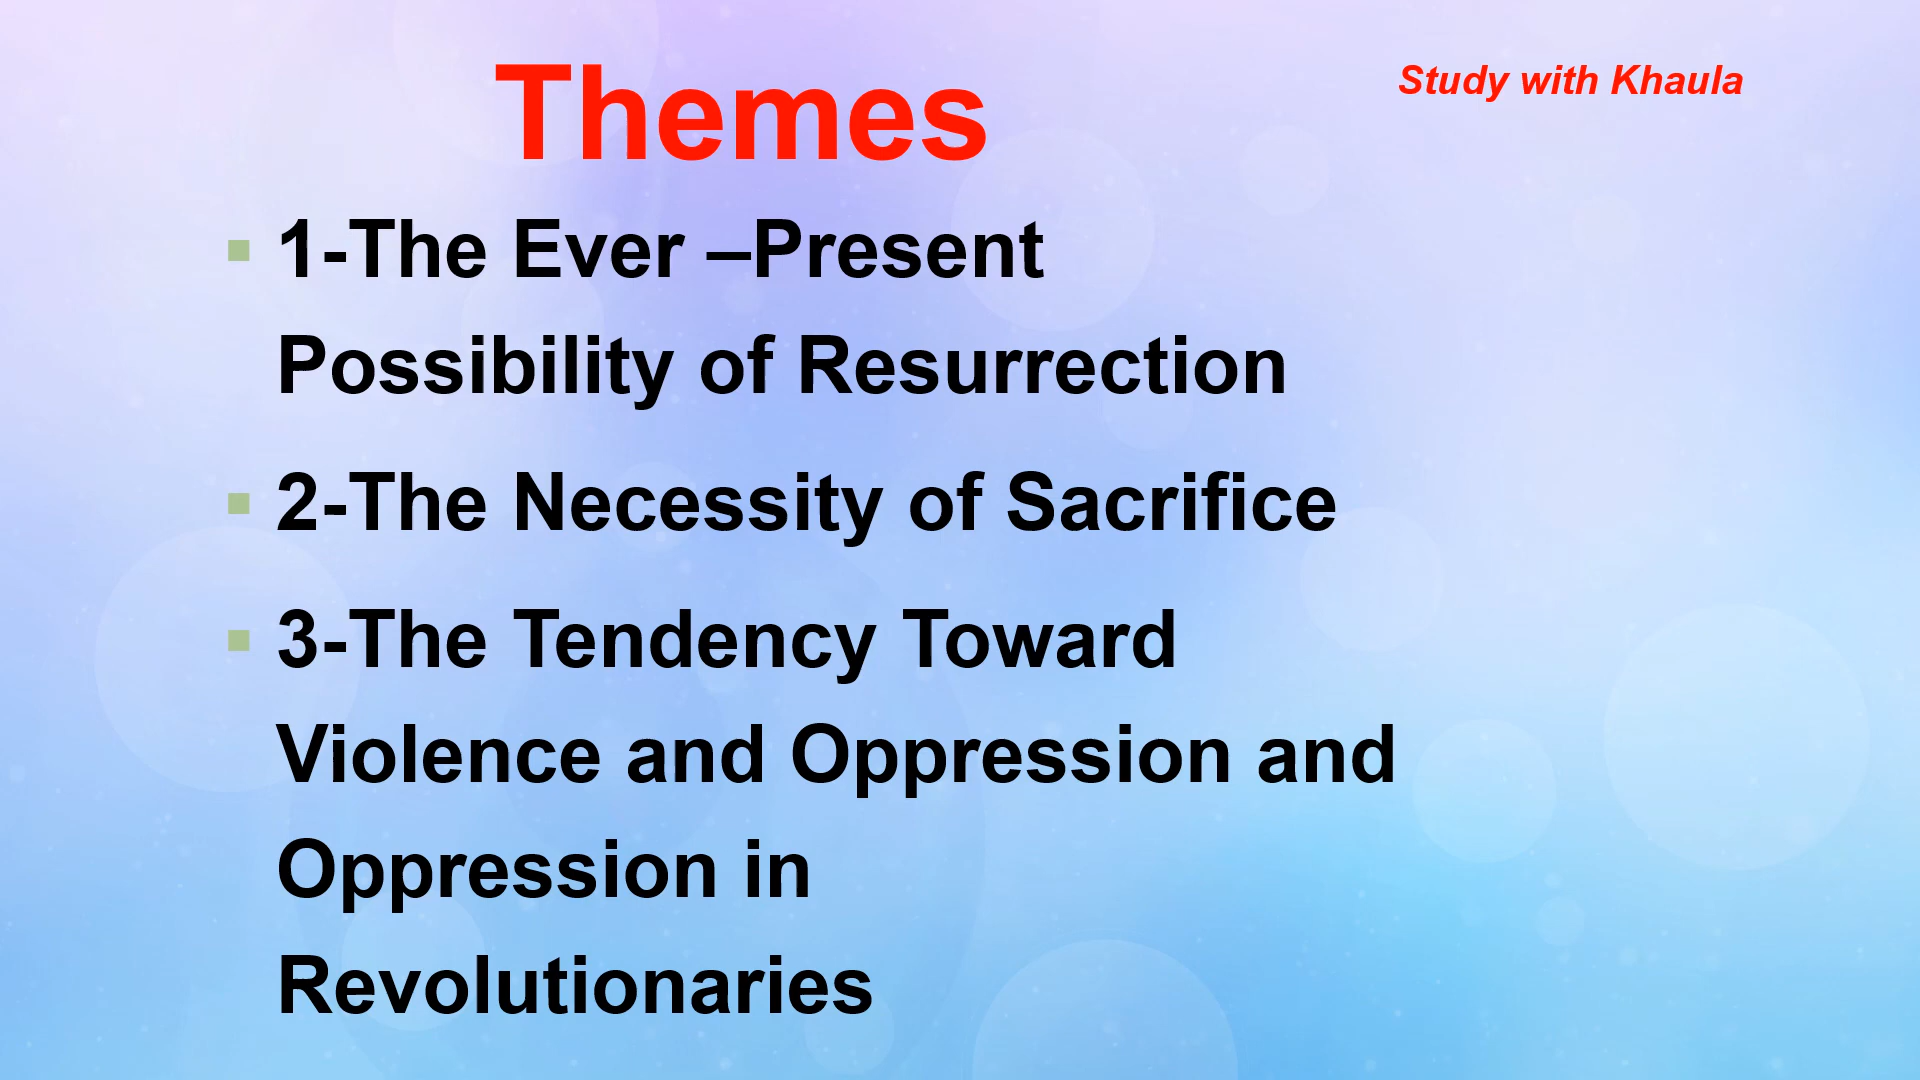 Themes
Study with Khaula
1-The Ever –Present
Possibility of Resurrection
2-The Necessity of Sacrifice
3-The Tendency Toward
Violence and Oppression and
Oppression in
Revolutionaries